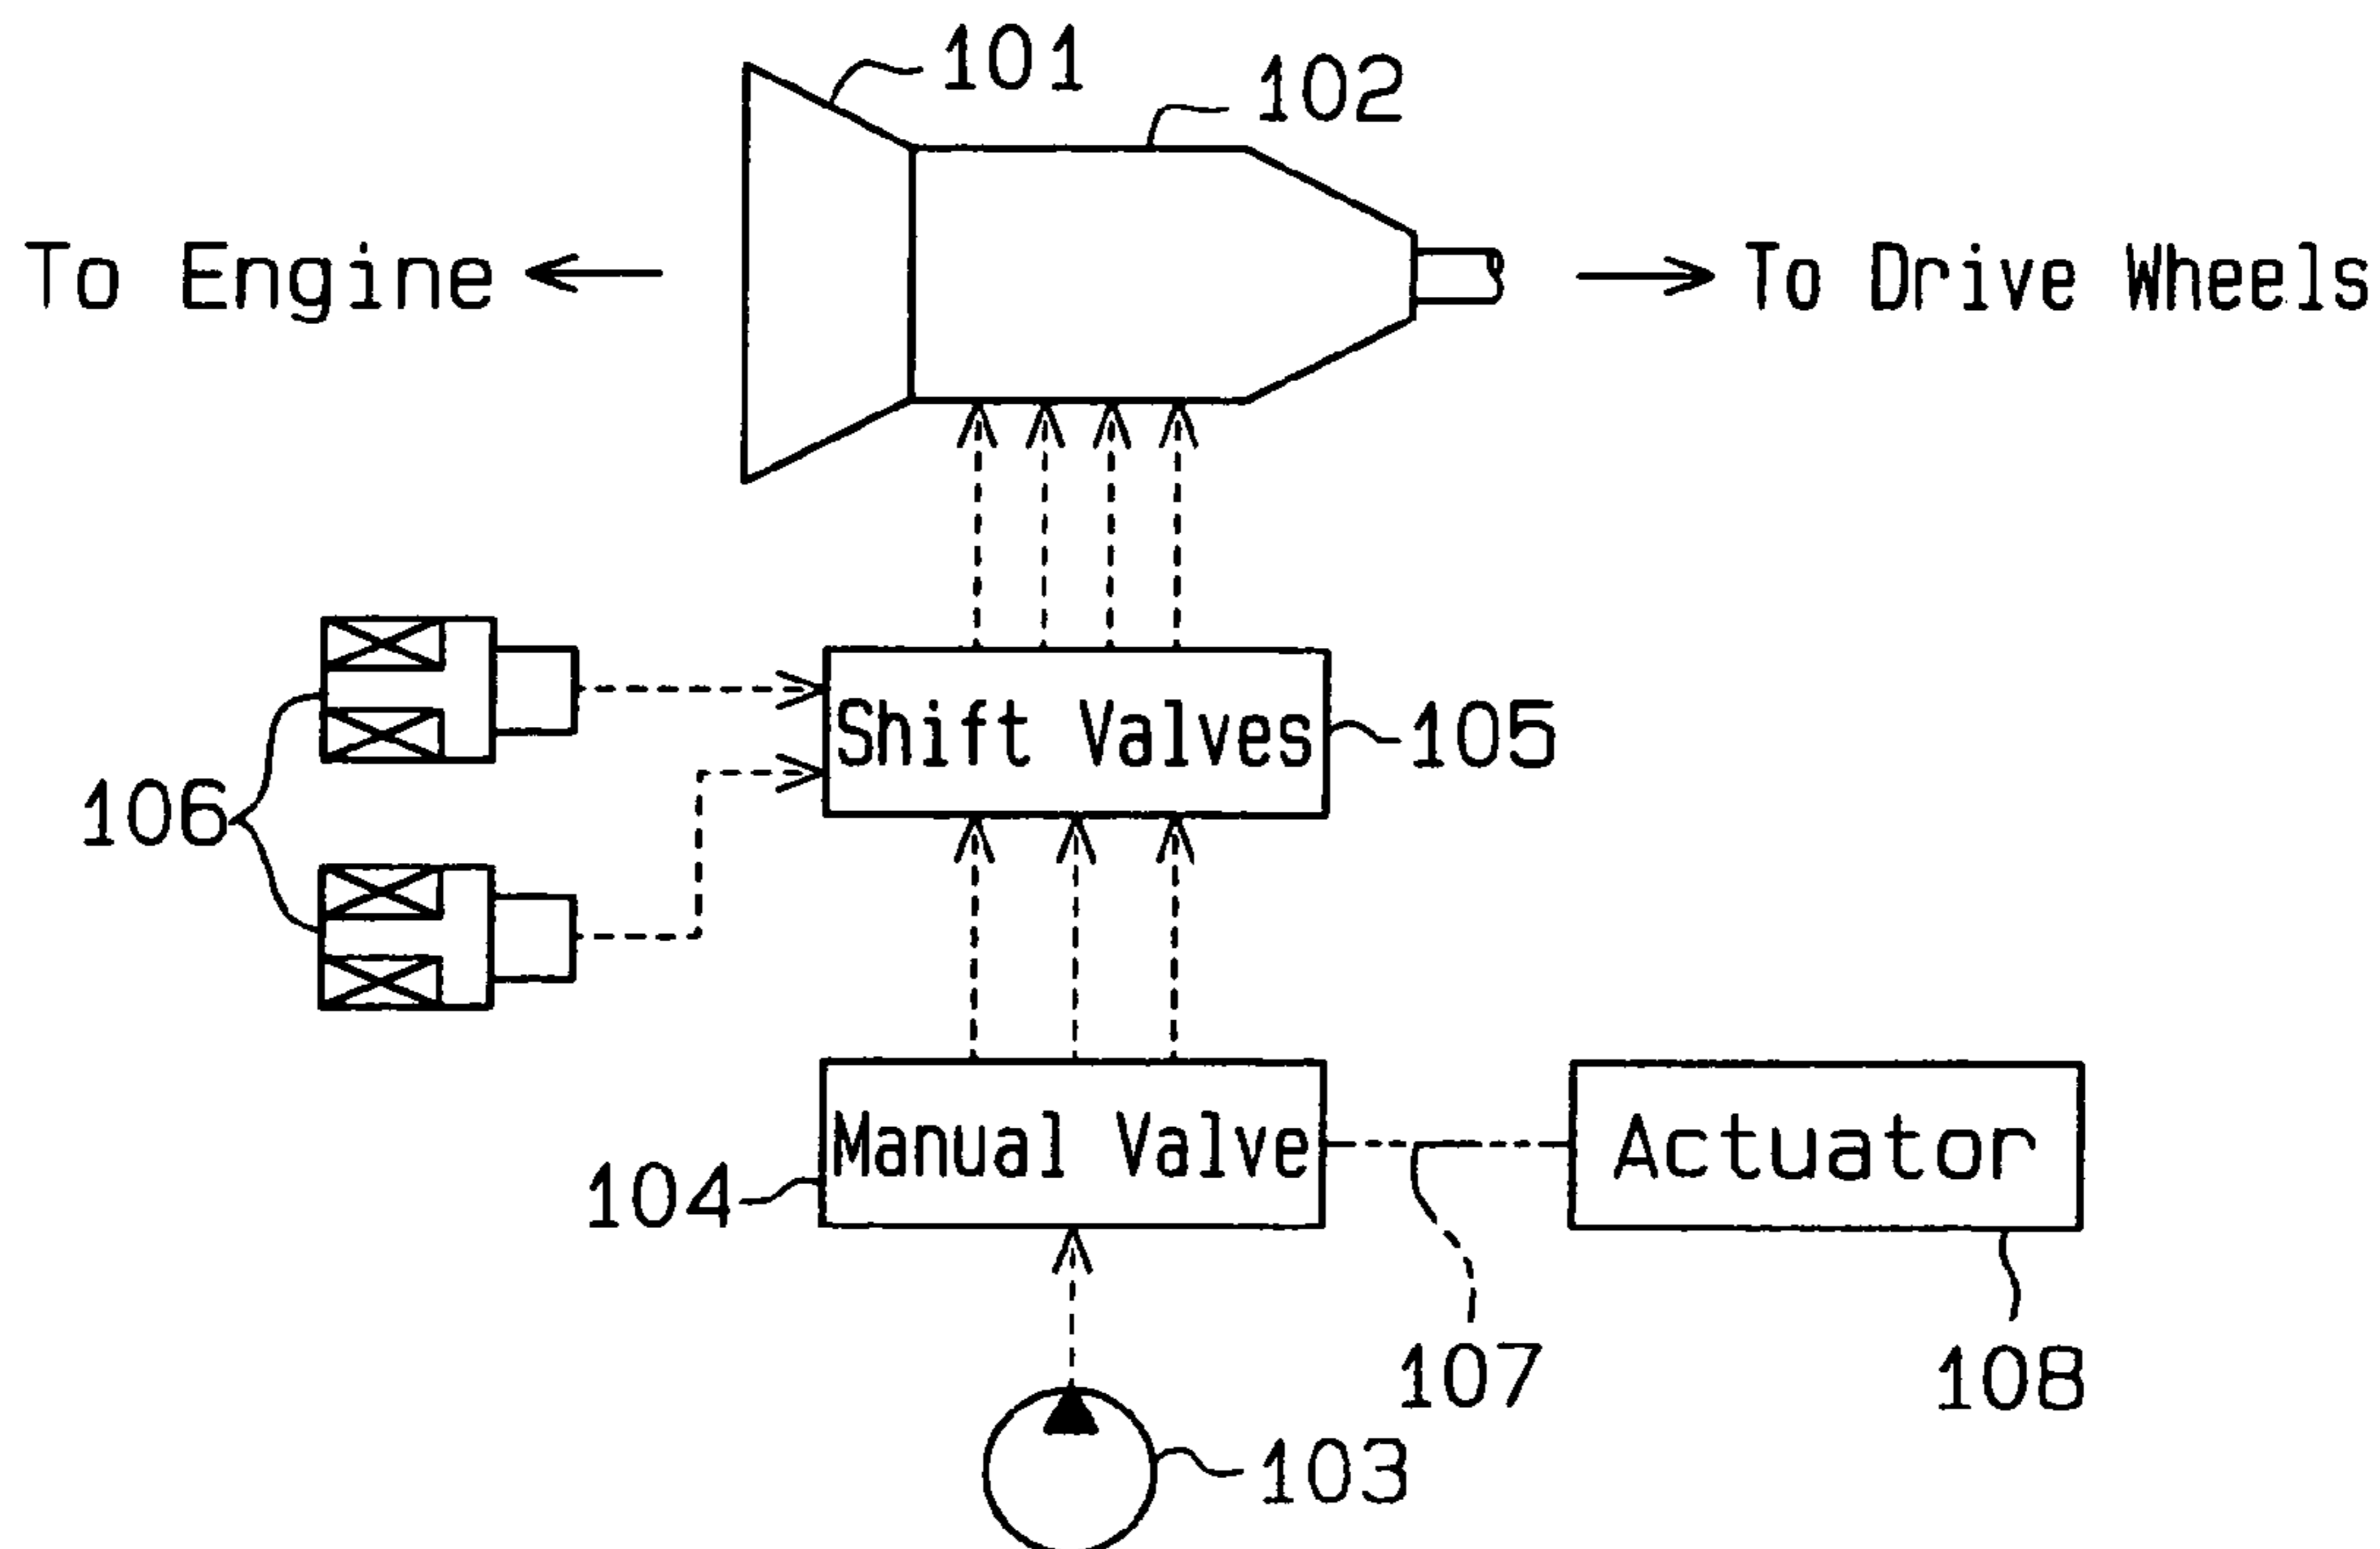 101
102
To Engine
To Drive Wheels
Shift Valves
105
106
Manual Valve
Actuator
104
107
108
103